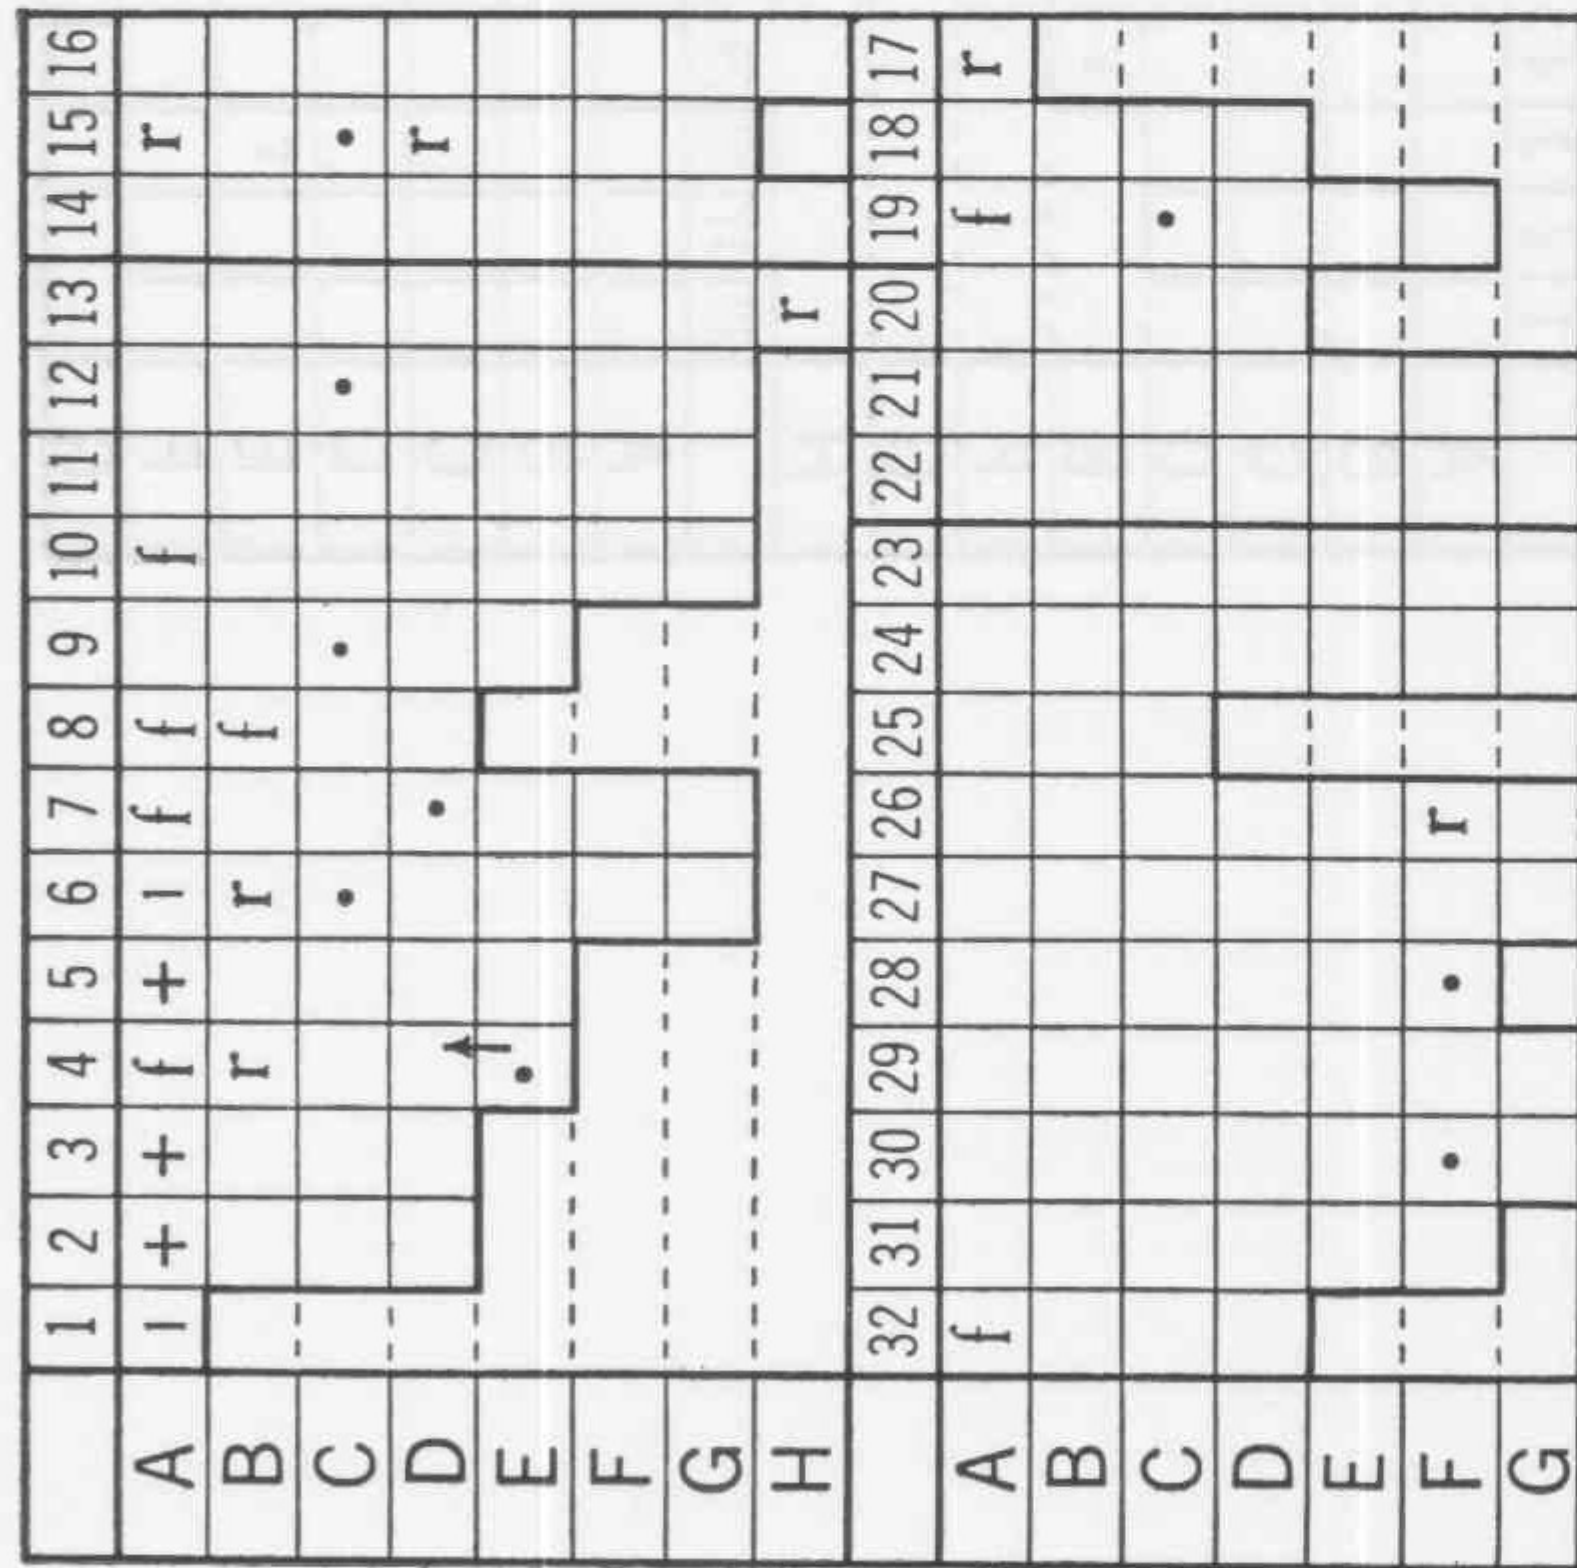 1 2 3 4 5 6 7 8 9 10 11 12 13 14 15 16
A – + + f + – f f f r
B r r f
C • • • •
D • r
E •
F
G
H r
32 31 30 29 28 27 26 25 24 23 22 21 20 19 18 17
A f f r
B
C •
D
E
F • • r
G